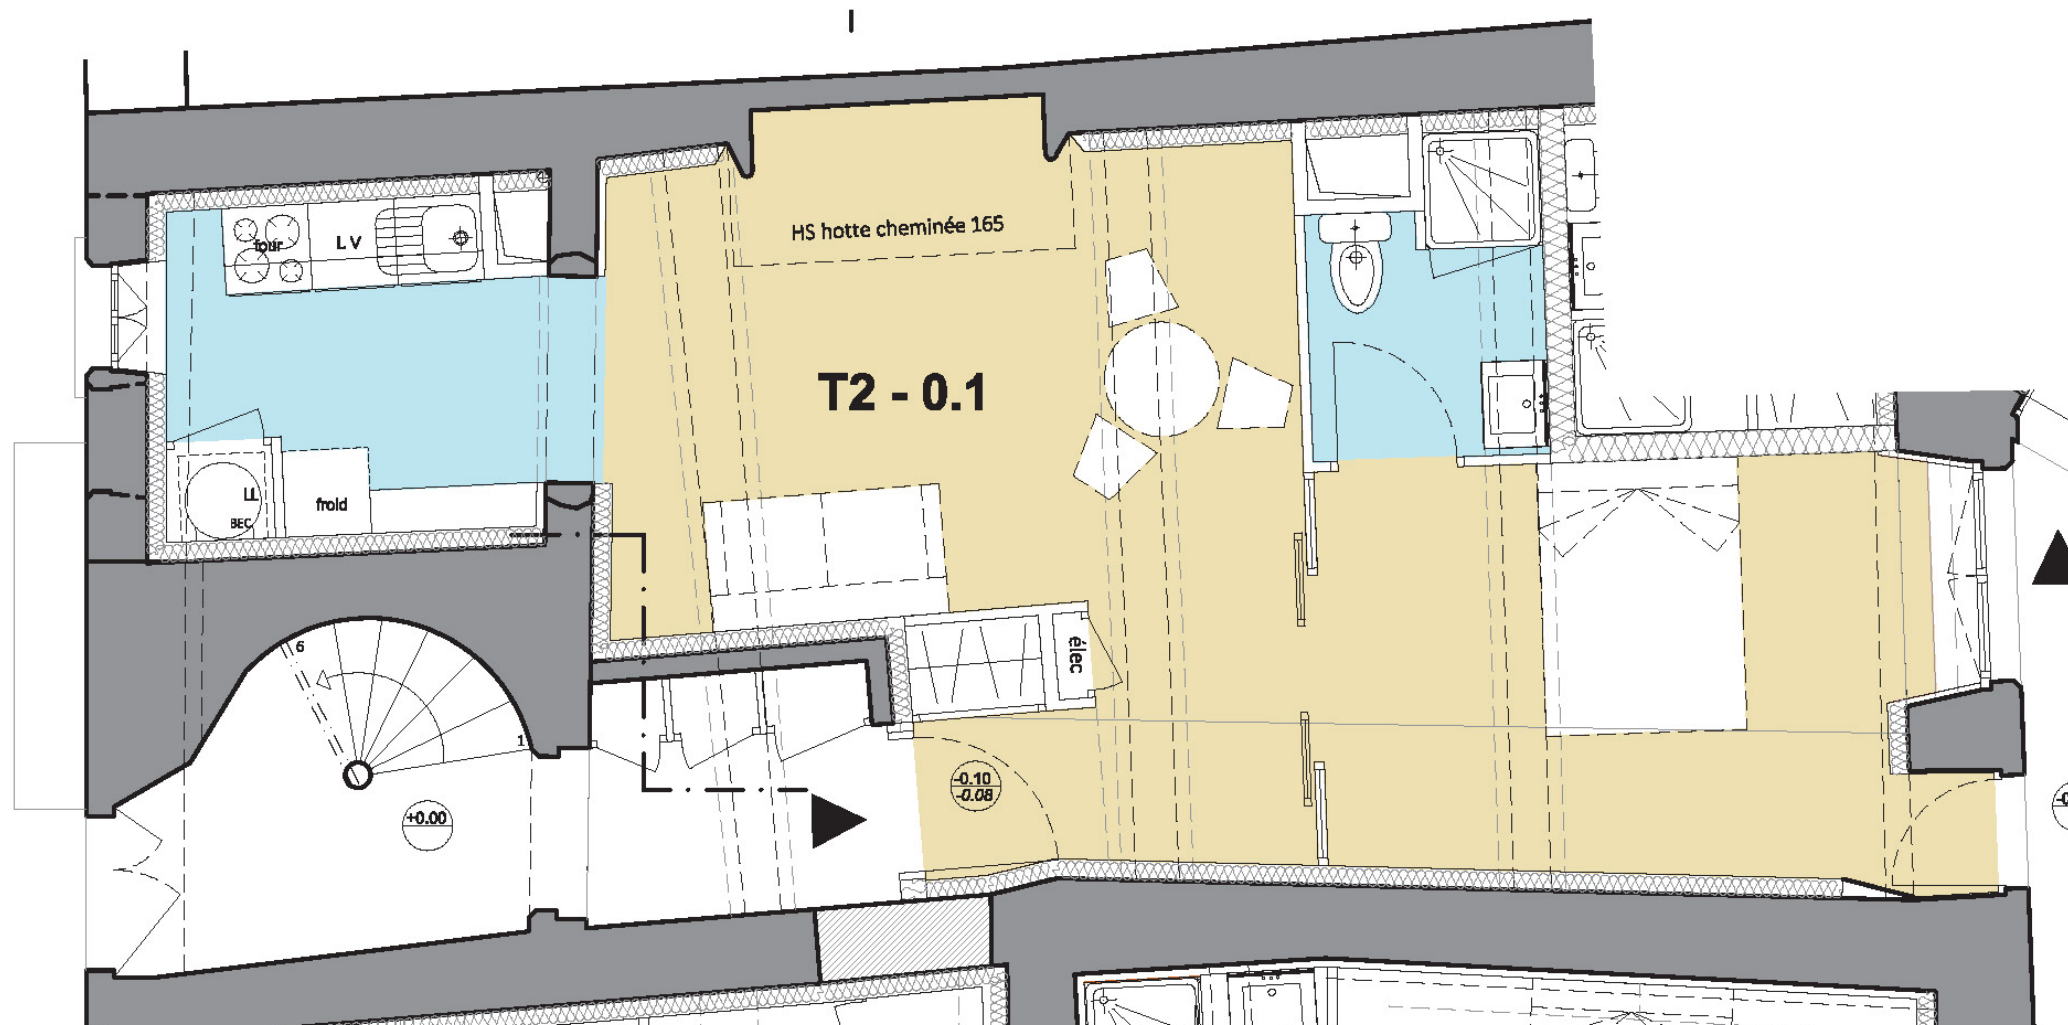 HS hotte cheminée 165
four
L V
T2 - 0.1
LL
BEC
froid
élec
6
1
-0.10
-0.08
+0.00